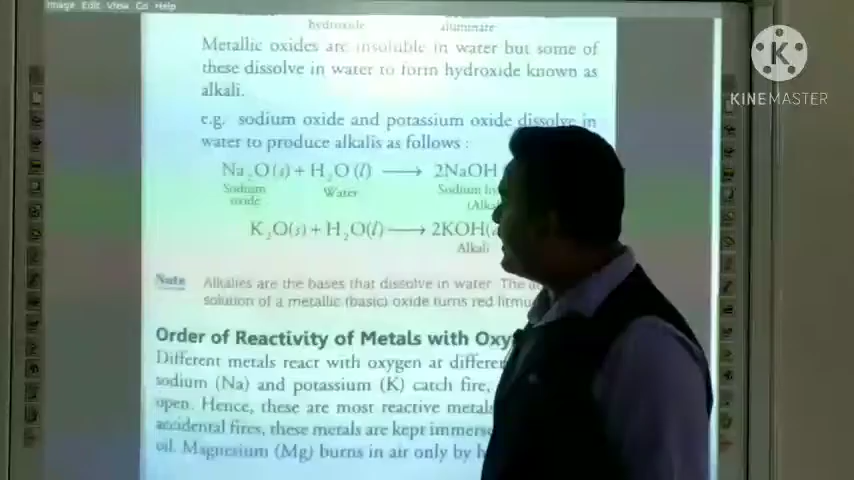 Image Edit View Co Help
hydroxide aluminate
Metallic oxides are insoluble in water but some of
these dissolve in water to form hydroxide known as
alkali.
e.g. sodium oxide and potassium oxide dissolve in
water to produce alkalis as follows :
Na₂O(s) + H₂O(l) ⟶ 2NaOH
Sodium oxide Water Sodium hy
(Alka
K₂O(s) + H₂O(l) ⟶ 2KOH(a
Alkali
Note Alkalies are the bases that dissolve in water. The a
solution of a metallic (basic) oxide turns red litmu
Order of Reactivity of Metals with Oxy
Different metals react with oxygen at differen
sodium (Na) and potassium (K) catch fire,
open. Hence, these are most reactive metals
accidental fires, these metals are kept immerse
oil. Magnesium (Mg) burns in air only by h
K
KINEMASTER